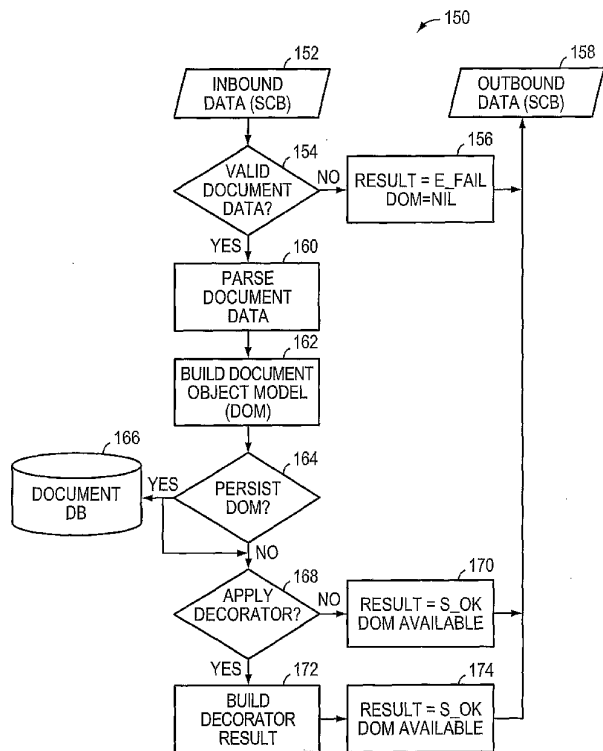 150
152
INBOUND
DATA (SCB)
158
OUTBOUND
DATA (SCB)
154
VALID
DOCUMENT
DATA?
NO
156
RESULT = E_FAIL
DOM=NIL
YES
160
PARSE
DOCUMENT
DATA
162
BUILD DOCUMENT
OBJECT MODEL
(DOM)
166
DOCUMENT
DB
YES
164
PERSIST
DOM?
NO
168
APPLY
DECORATOR?
NO
170
RESULT = S_OK
DOM AVAILABLE
YES
172
BUILD
DECORATOR
RESULT
174
RESULT = S_OK
DOM AVAILABLE